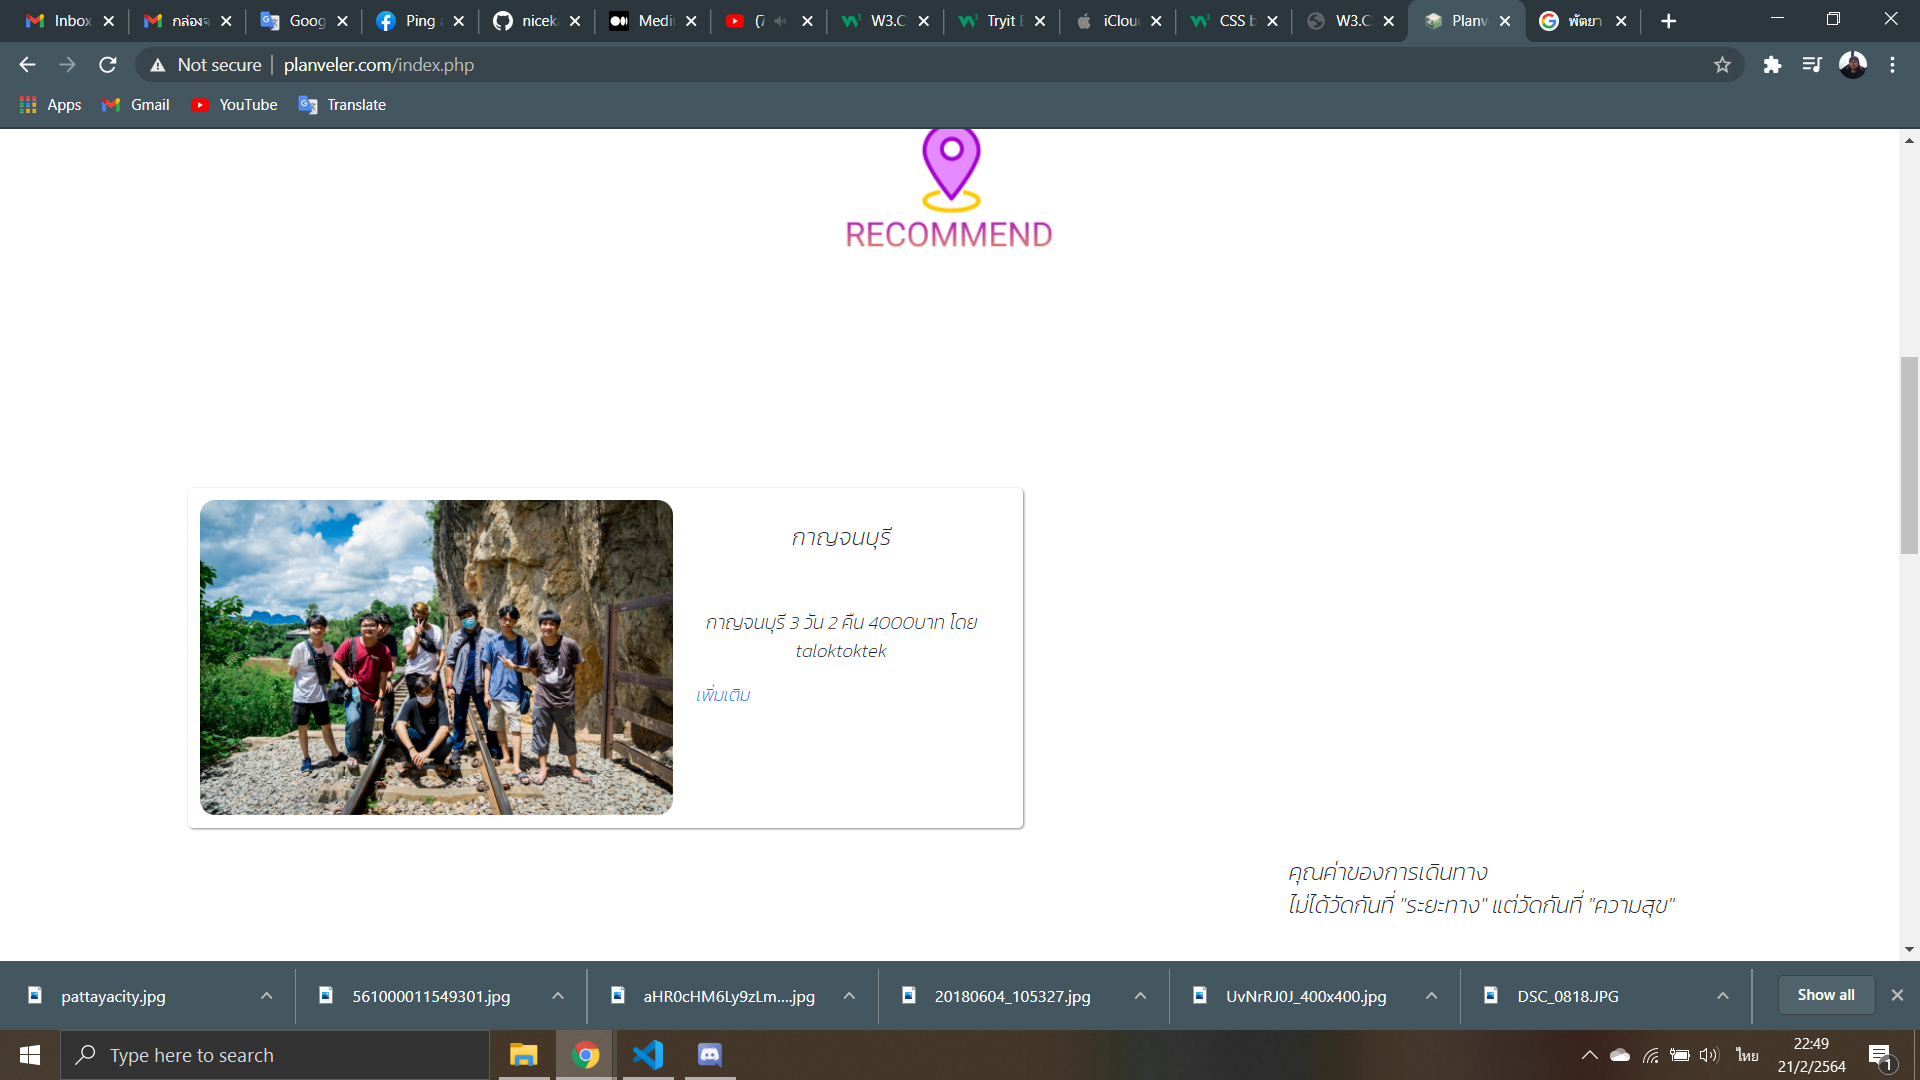 Inbox
กล่องจ
Goog
Ping a
nicek
Medi
(7
W3.C
Tryit E
iClou
CSS b
W3.C
Planv
พัตยา
Not secure
planveler.com/index.php
Apps
Gmail
YouTube
Translate
RECOMMEND
กาญจนบุรี
กาญจนบุรี 3 วัน 2 คืน 4000บาท โดย
taloktoktek
เพิ่มเติม
คุณค่าของการเดินทาง
ไม่ได้วัดกันที่ "ระยะทาง" แต่วัดกันที่ "ความสุข"
pattayacity.jpg
561000011549301.jpg
aHR0cHM6Ly9zLm....jpg
20180604_105327.jpg
UvNrRJ0J_400x400.jpg
DSC_0818.JPG
Show all
Type here to search
ไทย
22:49
21/2/2564
1